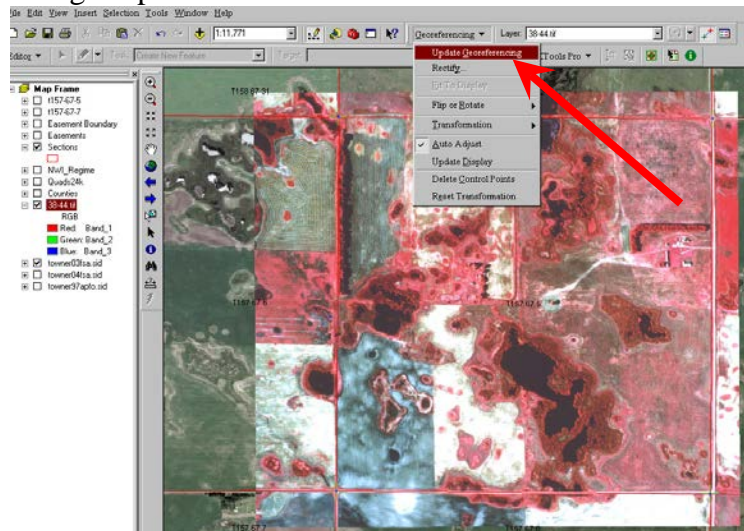 File Edit View Insert Selection Tools Window Help
1:11,771
Georeferencing
Layer: 38-44.tif
Editor
Task: Create New Feature
Target:
XTools Pro
Update Georeferencing
Rectify...
Fit To Display
Flip or Rotate
Transformation
Auto Adjust
Update Display
Delete Control Points
Reset Transformation
Map Frame
t157-67-5
t157-67-7
Easement Boundary
Easements
Sections
NWI_Regime
Quads24k
Counties
38-44.tif
RGB
Red: Band_1
Green: Band_2
Blue: Band_3
towner03fsa.sid
towner04fsa.sid
towner97apfo.sid
T158 67-31
T157-67-6
T157-67-7